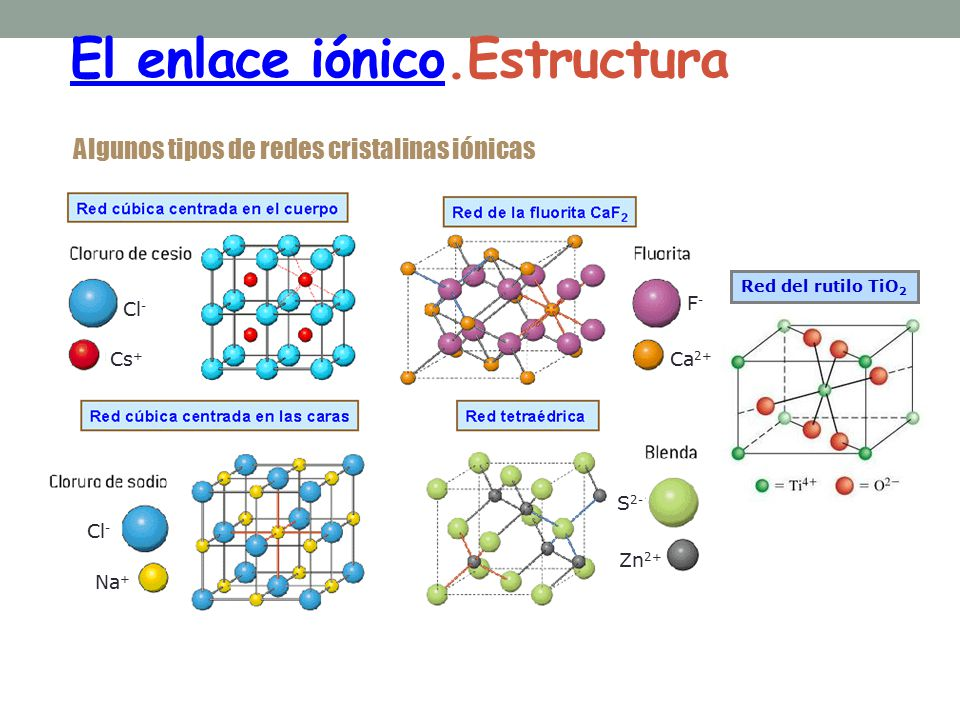 El enlace iónico.Estructura
Algunos tipos de redes cristalinas iónicas
Red cúbica centrada en el cuerpo
Cloruro de cesio
Cl-
Cs+
Red de la fluorita CaF2
Fluorita
F-
Ca2+
Red del rutilo TiO2
= Ti4+ = O2−
Red cúbica centrada en las caras
Cloruro de sodio
Cl-
Na+
Red tetraédrica
Blenda
S2-
Zn2+